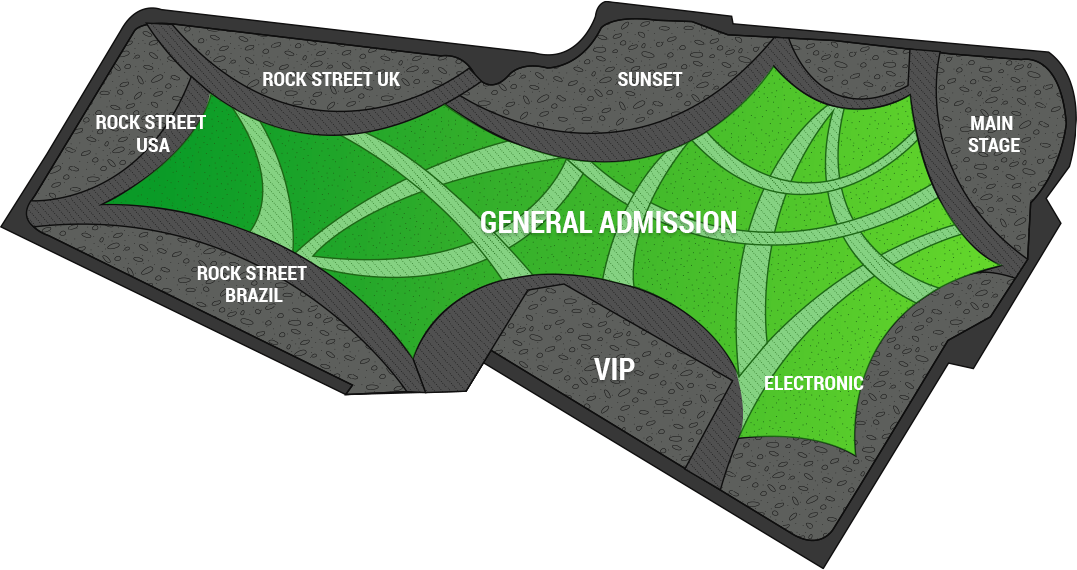 ROCK STREET UK
SUNSET
ROCK STREET
USA
MAIN
STAGE
GENERAL ADMISSION
ROCK STREET
BRAZIL
VIP
ELECTRONIC